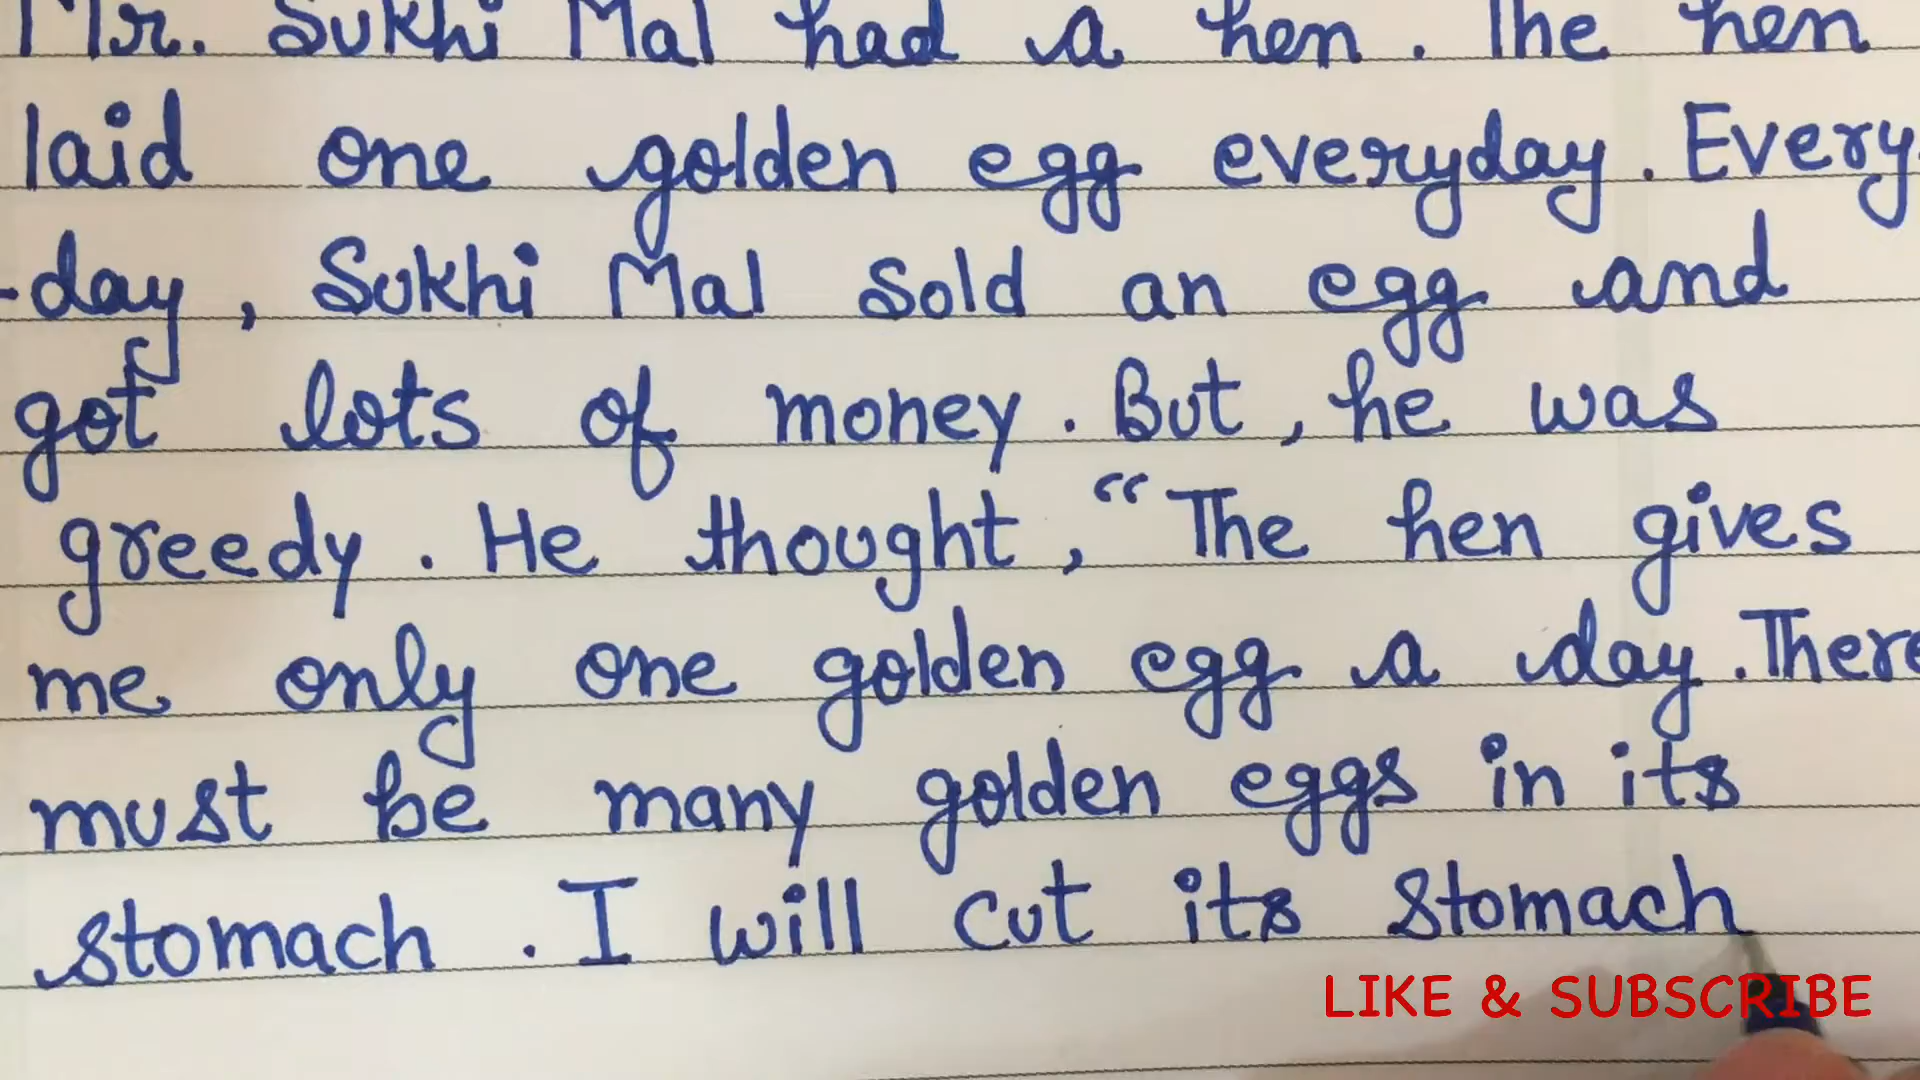 Mr. Sukhi Mal had a hen. The hen
laid one golden egg everyday. Every
-day, Sukhi Mal sold an egg and
got lots of money. But, he was
greedy. He thought, “The hen gives
me only one golden egg a day. There
must be many golden eggs in its
stomach. I will cut its stomach
LIKE & SUBSCRIBE